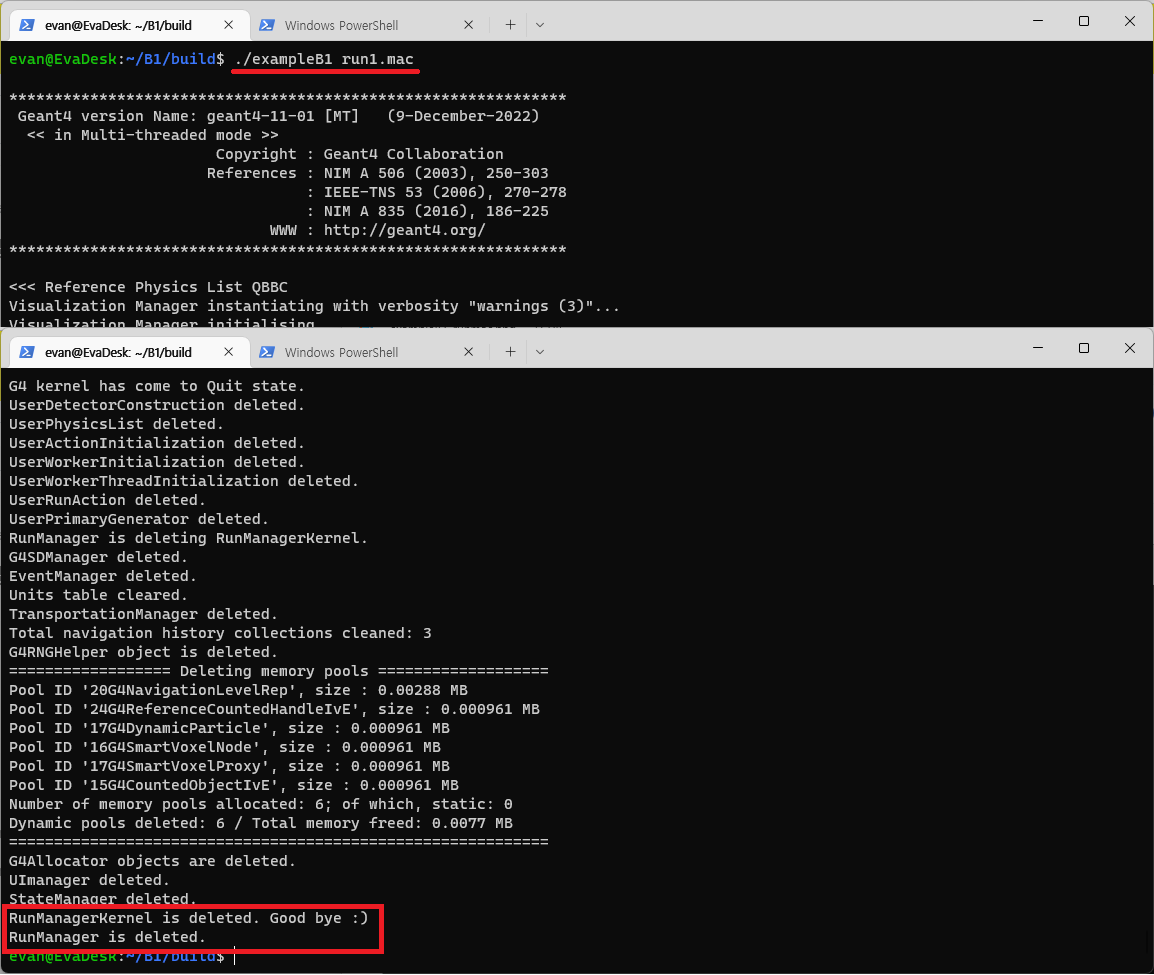 evan@EvaDesk: ~/B1/build
Windows PowerShell
evan@EvaDesk:~/B1/build$ ./exampleB1 run1.mac
**************************************************************
Geant4 version Name: geant4-11-01 [MT]   (9-December-2022)
<< in Multi-threaded mode >>
Copyright : Geant4 Collaboration
References : NIM A 506 (2003), 250-303
: IEEE-TNS 53 (2006), 270-278
: NIM A 835 (2016), 186-225
WWW : http://geant4.org/
**************************************************************
<<< Reference Physics List QBBC
Visualization Manager instantiating with verbosity "warnings (3)"...
Visualization Manager initialising
evan@EvaDesk: ~/B1/build
Windows PowerShell
G4 kernel has come to Quit state.
UserDetectorConstruction deleted.
UserPhysicsList deleted.
UserActionInitialization deleted.
UserWorkerInitialization deleted.
UserWorkerThreadInitialization deleted.
UserRunAction deleted.
UserPrimaryGenerator deleted.
RunManager is deleting RunManagerKernel.
G4SDManager deleted.
EventManager deleted.
Units table cleared.
TransportationManager deleted.
Total navigation history collections cleaned: 3
G4RNGHelper object is deleted.
================== Deleting memory pools ===================
Pool ID '20G4NavigationLevelRep', size : 0.00288 MB
Pool ID '24G4ReferenceCountedHandleIvE', size : 0.000961 MB
Pool ID '17G4DynamicParticle', size : 0.000961 MB
Pool ID '16G4SmartVoxelNode', size : 0.000961 MB
Pool ID '17G4SmartVoxelProxy', size : 0.000961 MB
Pool ID '15G4CountedObjectIvE', size : 0.000961 MB
Number of memory pools allocated: 6; of which, static: 0
Dynamic pools deleted: 6 / Total memory freed: 0.0077 MB
============================================================
G4Allocator objects are deleted.
UImanager deleted.
StateManager deleted.
RunManagerKernel is deleted. Good bye :)
RunManager is deleted.
evan@EvaDesk:~/B1/build$